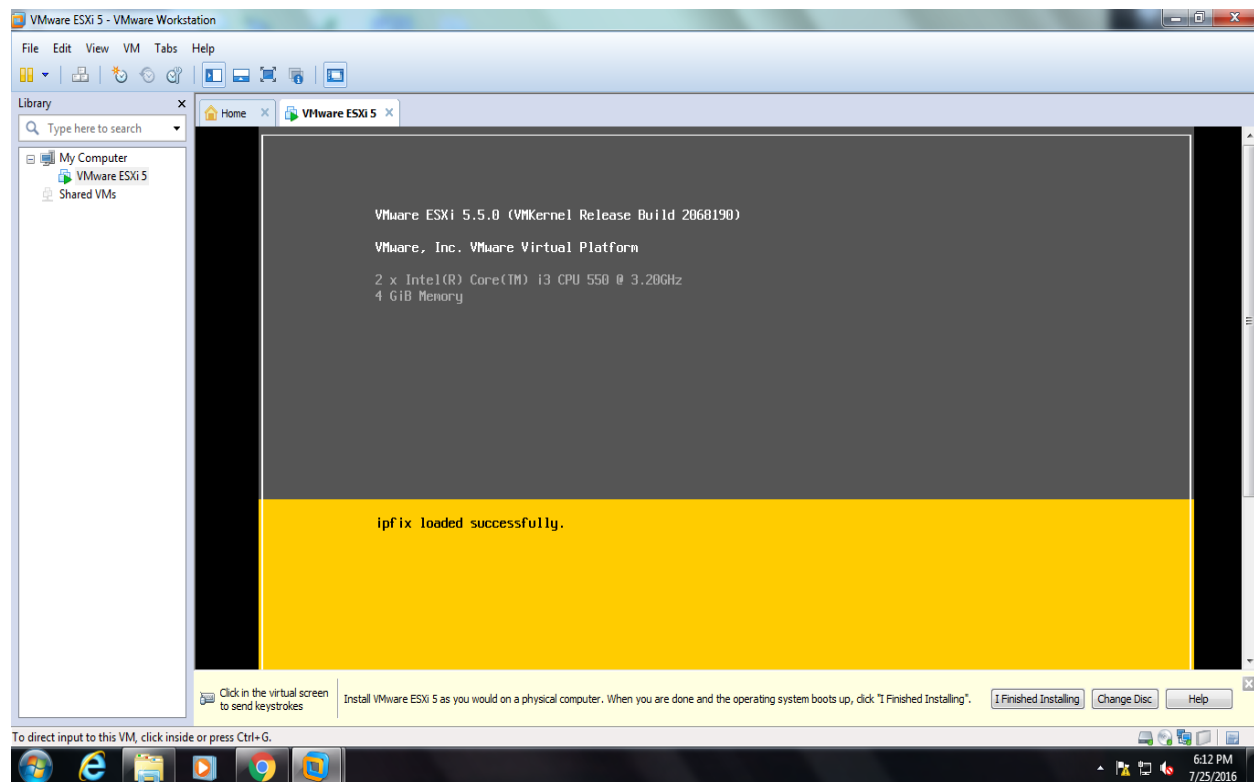 VMware ESXi 5 - VMware Workstation
File Edit View VM Tabs Help
Library x
Type here to search
My Computer
VMware ESXi 5
Shared VMs
Home
VMware ESXi 5
VMware ESXi 5.5.0 (VMKernel Release Build 2068190)
VMware, Inc. VMware Virtual Platform
2 x Intel(R) Core(TM) i3 CPU 550 @ 3.20GHz
4 GiB Memory
ipfix loaded successfully.
Click in the virtual screen
to send keystrokes
Install VMware ESXi 5 as you would on a physical computer. When you are done and the operating system boots up, click "I Finished Installing".
I Finished Installing
Change Disc
Help
To direct input to this VM, click inside or press Ctrl+G.
6:12 PM
7/25/2016